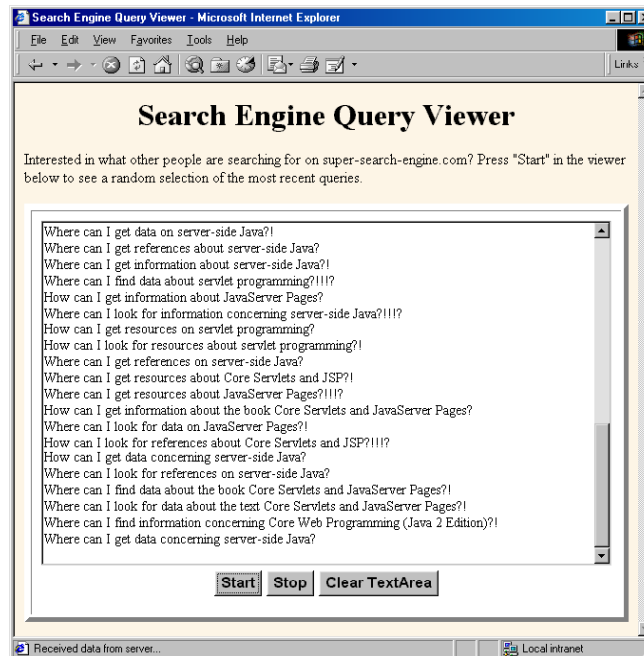 Search Engine Query Viewer - Microsoft Internet Explorer
File Edit View Favorites Tools Help
Links
Search Engine Query Viewer
Interested in what other people are searching for on super-search-engine.com? Press "Start" in the viewer
below to see a random selection of the most recent queries.
Where can I get data on server-side Java?!
Where can I get references about server-side Java?
Where can I get information about server-side Java?!
Where can I find data about servlet programming?!!!?
How can I get information about JavaServer Pages?
Where can I look for information concerning server-side Java?!!!?
How can I get resources on servlet programming?
How can I look for resources about servlet programming?!
Where can I get references on server-side Java?
Where can I get resources about Core Servlets and JSP?!
Where can I get resources about JavaServer Pages?!!!?
How can I get information about the book Core Servlets and JavaServer Pages?
Where can I look for data on JavaServer Pages?!
How can I look for references about Core Servlets and JSP?!!!?
How can I get data concerning server-side Java?
Where can I look for references on server-side Java?
Where can I find data about the book Core Servlets and JavaServer Pages?!
Where can I look for data about the text Core Servlets and JavaServer Pages?!
Where can I find information concerning Core Web Programming (Java 2 Edition)?!
Where can I get data concerning server-side Java?
Start Stop Clear TextArea
Received data from server... Local intranet